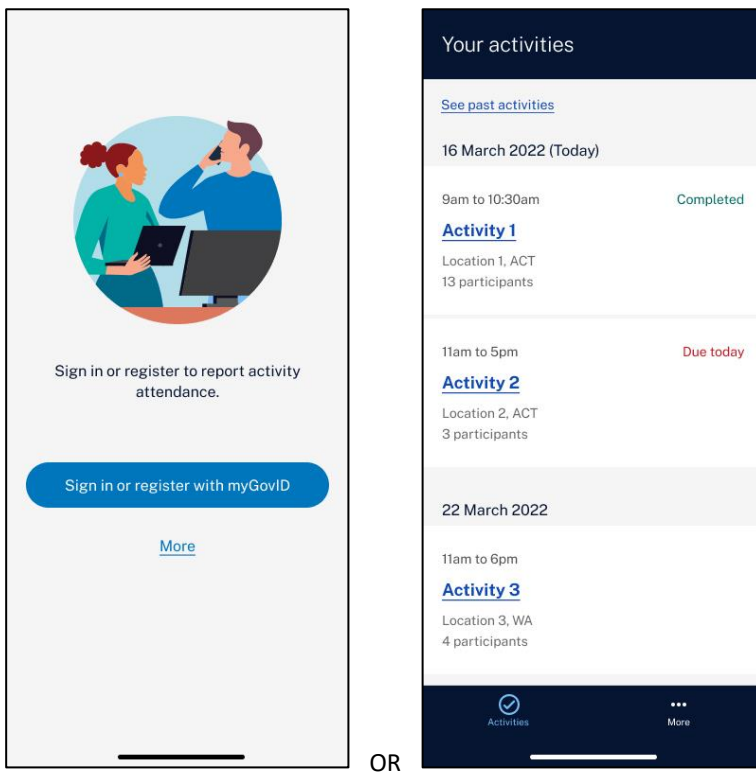 Sign in or register to report activity
attendance.
Sign in or register with myGovID
More
OR
Your activities
See past activities
16 March 2022 (Today)
9am to 10:30am
Completed
Activity 1
Location 1, ACT
13 participants
11am to 5pm
Due today
Activity 2
Location 2, ACT
3 participants
22 March 2022
11am to 6pm
Activity 3
Location 3, WA
4 participants
Activities
More